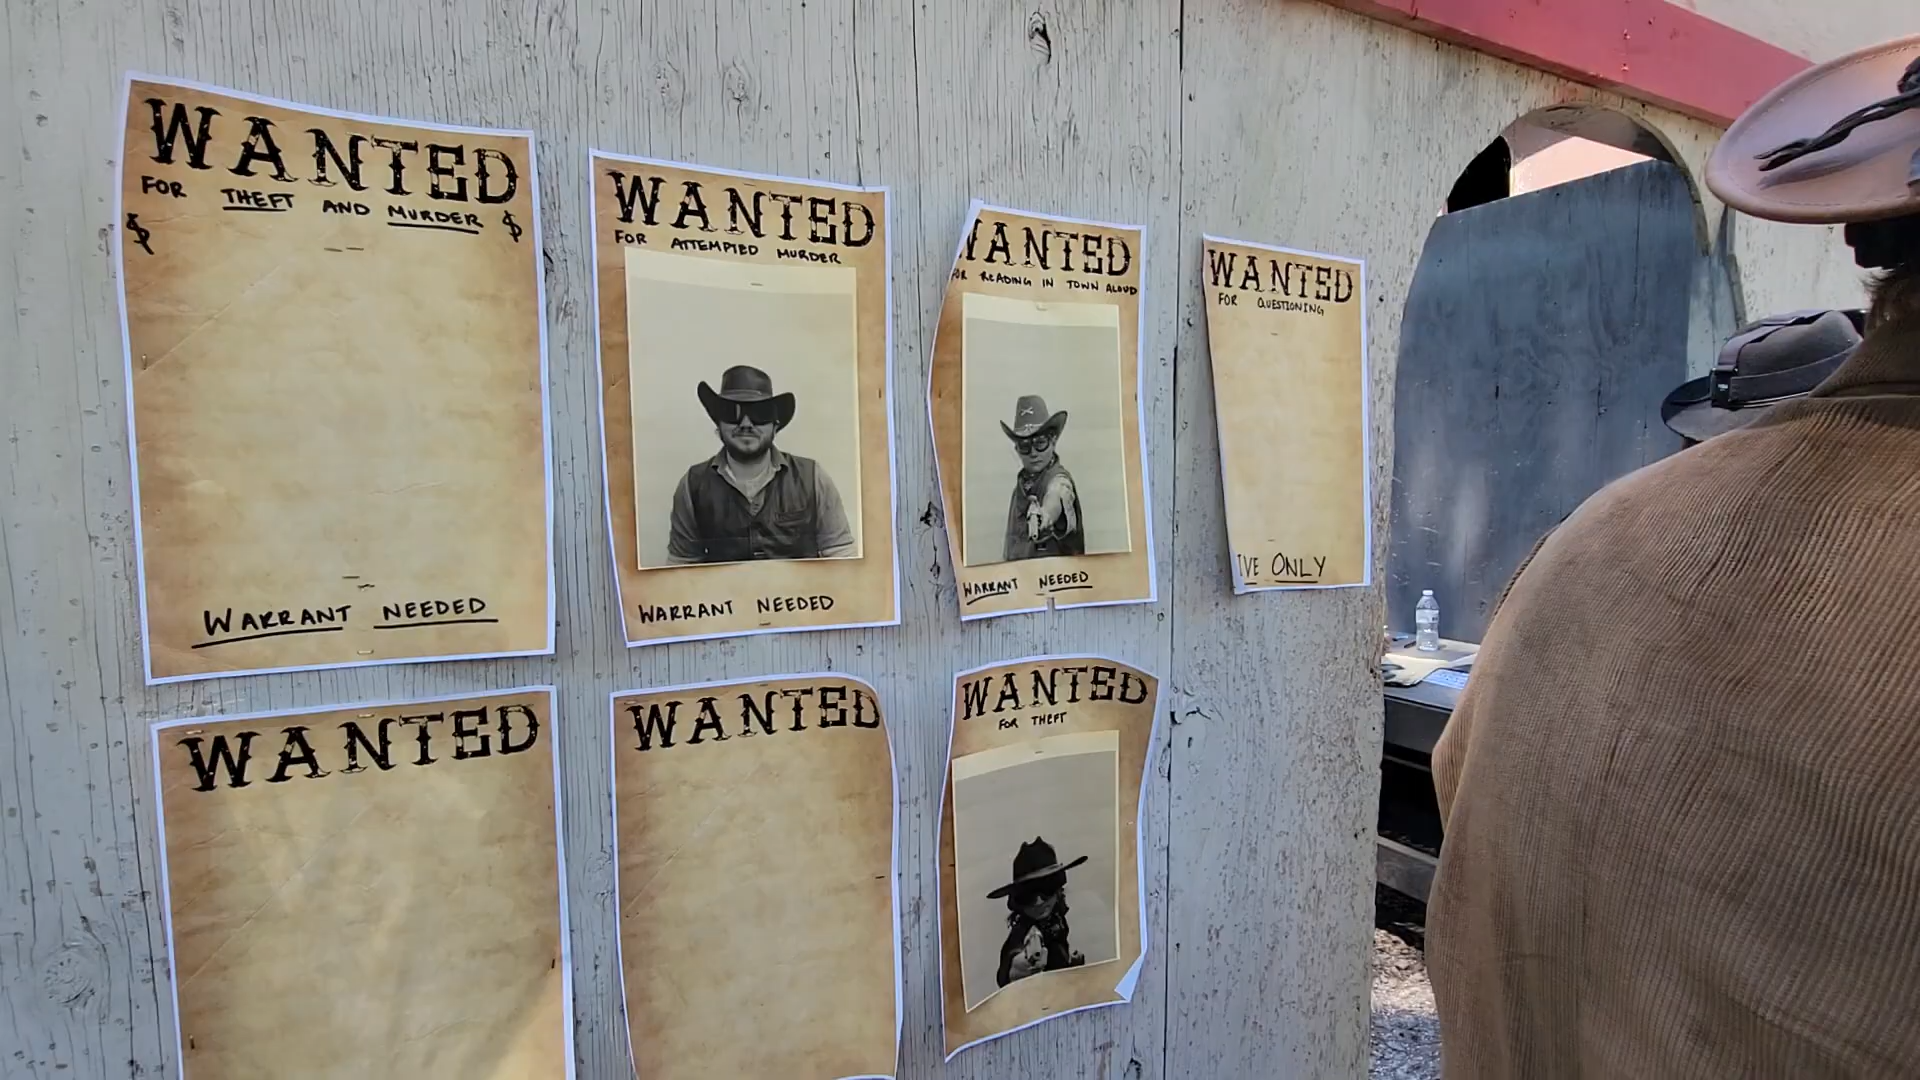 WANTED
FOR THEFT AND MURDER
$ $
WARRANT NEEDED
WANTED
FOR ATTEMPTED MURDER
WARRANT NEEDED
WANTED
FOR READING IN TOWN ALOUD
WARRANT NEEDED
WANTED
FOR QUESTIONING
IVE ONLY
WANTED
WANTED
WANTED
FOR THEFT